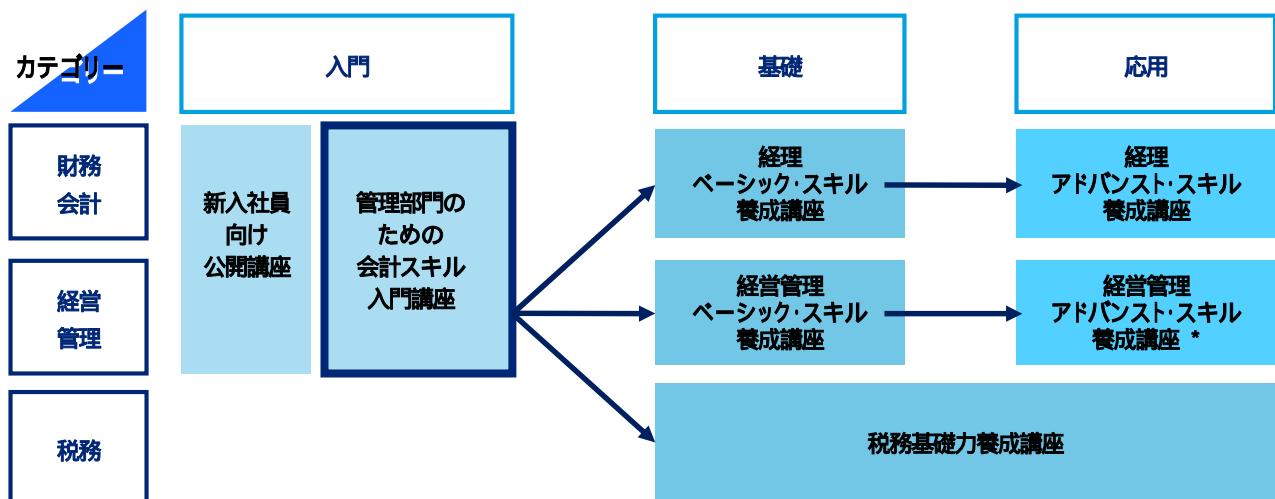 カテゴリー
入門
基礎
応用
財務
会計
新入社員
向け
公開講座
管理部門の
ための
会計スキル
入門講座
経理
ベーシック・スキル
養成講座
経理
アドバンスト・スキル
養成講座
経営
管理
経営管理
ベーシック・スキル
養成講座
経営管理
アドバンスト・スキル
養成講座 *
税務
税務基礎力養成講座